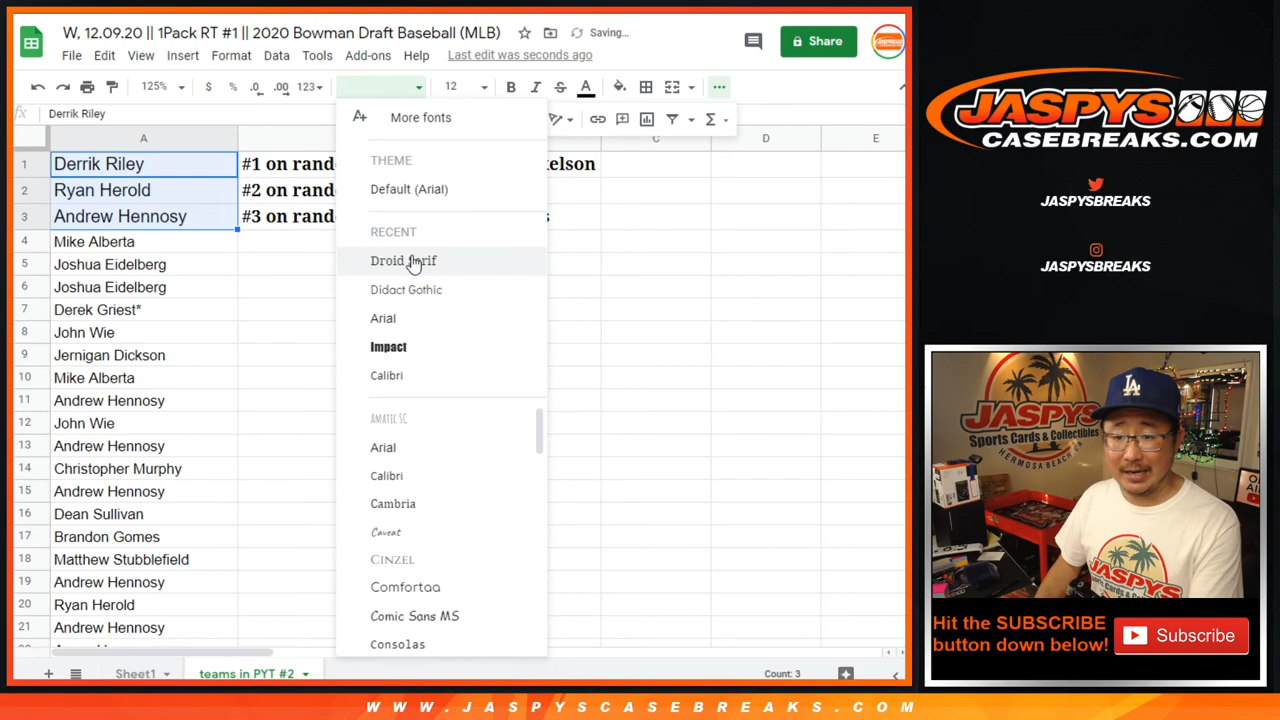 W, 12.09.20 || 1Pack RT #1 || 2020 Bowman Draft Baseball (MLB)
Saving...
File Edit View Insert Format Data Tools Add-ons Help Last edit was seconds ago
Share
125% $ % .0 .00 123 12 B I S A
fx Derrik Riley
More fonts
A C D E
1 Derrik Riley #1 on rand elson
2 Ryan Herold #2 on rand
3 Andrew Hennosy #3 on rand s
4 Mike Alberta
5 Joshua Eidelberg
6 Joshua Eidelberg
7 Derek Griest*
8 John Wie
9 Jernigan Dickson
10 Mike Alberta
11 Andrew Hennosy
12 John Wie
13 Andrew Hennosy
14 Christopher Murphy
15 Andrew Hennosy
16 Dean Sullivan
17 Brandon Gomes
18 Matthew Stubblefield
19 Andrew Hennosy
20 Ryan Herold
21 Andrew Hennosy
THEME
Default (Arial)
RECENT
Droid Serif
Didact Gothic
Arial
Impact
Calibri
AMATIC SC
Arial
Calibri
Cambria
Caveat
CINZEL
Comfortaa
Comic Sans MS
Consolas
Sheet1 teams in PYT #2 Count: 3
JASPYS
CASEBREAKS.COM
JASPYSBREAKS
JASPYSBREAKS
JASPYS
Sports Cards & Collectibles
HERMOSA BEACH CA
LA
JASPYS
Hit the SUBSCRIBE
button down below!
Subscribe
WWW.JASPYSCASEBREAKS.COM